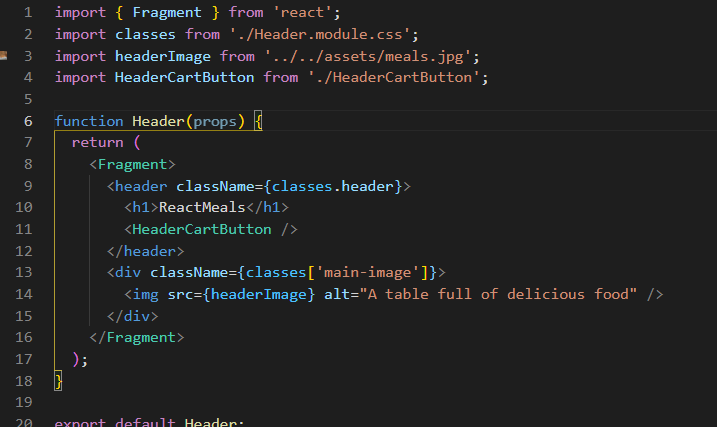 1 import { Fragment } from 'react';
2 import classes from './Header.module.css';
3 import headerImage from '../../assets/meals.jpg';
4 import HeaderCartButton from './HeaderCartButton';
5
6 function Header(props) {
7   return (
8     <Fragment>
9       <header className={classes.header}>
10         <h1>ReactMeals</h1>
11         <HeaderCartButton />
12       </header>
13       <div className={classes['main-image']}>
14         <img src={headerImage} alt="A table full of delicious food" />
15       </div>
16     </Fragment>
17   );
18 }
19
20 export default Header;